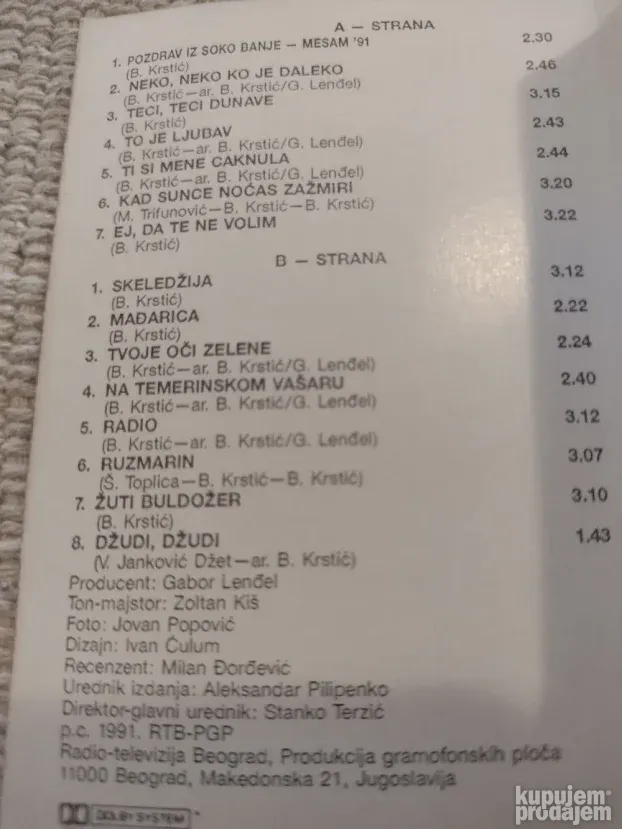 A — STRANA
1. POZDRAV IZ SOKO BANJE — MESAM '91 2.30
(B. Krstić)
2. NEKO, NEKO KO JE DALEKO 2.46
(B. Krstić—ar. B. Krstić/G. Lenđel)
3. TECI, TECI DUNAVE 3.15
(B. Krstić)
4. TO JE LJUBAV 2.43
(B. Krstić—ar. B. Krstić/G. Lenđel)
5. TI SI MENE CAKNULA 2.44
(B. Krstić—ar. B. Krstić/G. Lenđel)
6. KAD SUNCE NOĆAS ZAŽMIRI 3.20
(M. Trifunović—B. Krstić—B. Krstić)
7. EJ, DA TE NE VOLIM 3.22
(B. Krstić)
B — STRANA
1. SKELEDŽIJA 3.12
(B. Krstić)
2. MAĐARICA 2.22
(B. Krstić)
3. TVOJE OČI ZELENE 2.24
(B. Krstić—ar. B. Krstić/G. Lenđel)
4. NA TEMERINSKOM VAŠARU 2.40
(B. Krstić—ar. B. Krstić/G. Lenđel)
5. RADIO 3.12
(B. Krstić—ar. B. Krstić/G. Lenđel)
6. RUZMARIN 3.07
(Š. Toplica—B. Krstić—B. Krstić)
7. ŽUTI BULDOŽER 3.10
(B. Krstić)
8. DŽUDI, DŽUDI 1.43
(V. Janković Džet—ar. B. Krstić)
Producent: Gabor Lenđel
Ton-majstor: Zoltan Kiš
Foto: Jovan Popović
Dizajn: Ivan Ćulum
Recenzent: Milan Đorđević
Urednik izdanja: Aleksandar Pilipenko
Direktor-glavni urednik: Stanko Terzić
p.c. 1991. RTB-PGP
Radio-televizija Beograd, Produkcija gramofonskih ploča
11000 Beograd, Makedonska 21, Jugoslavija
DOLBY SYSTEM
kupujem
prodajem